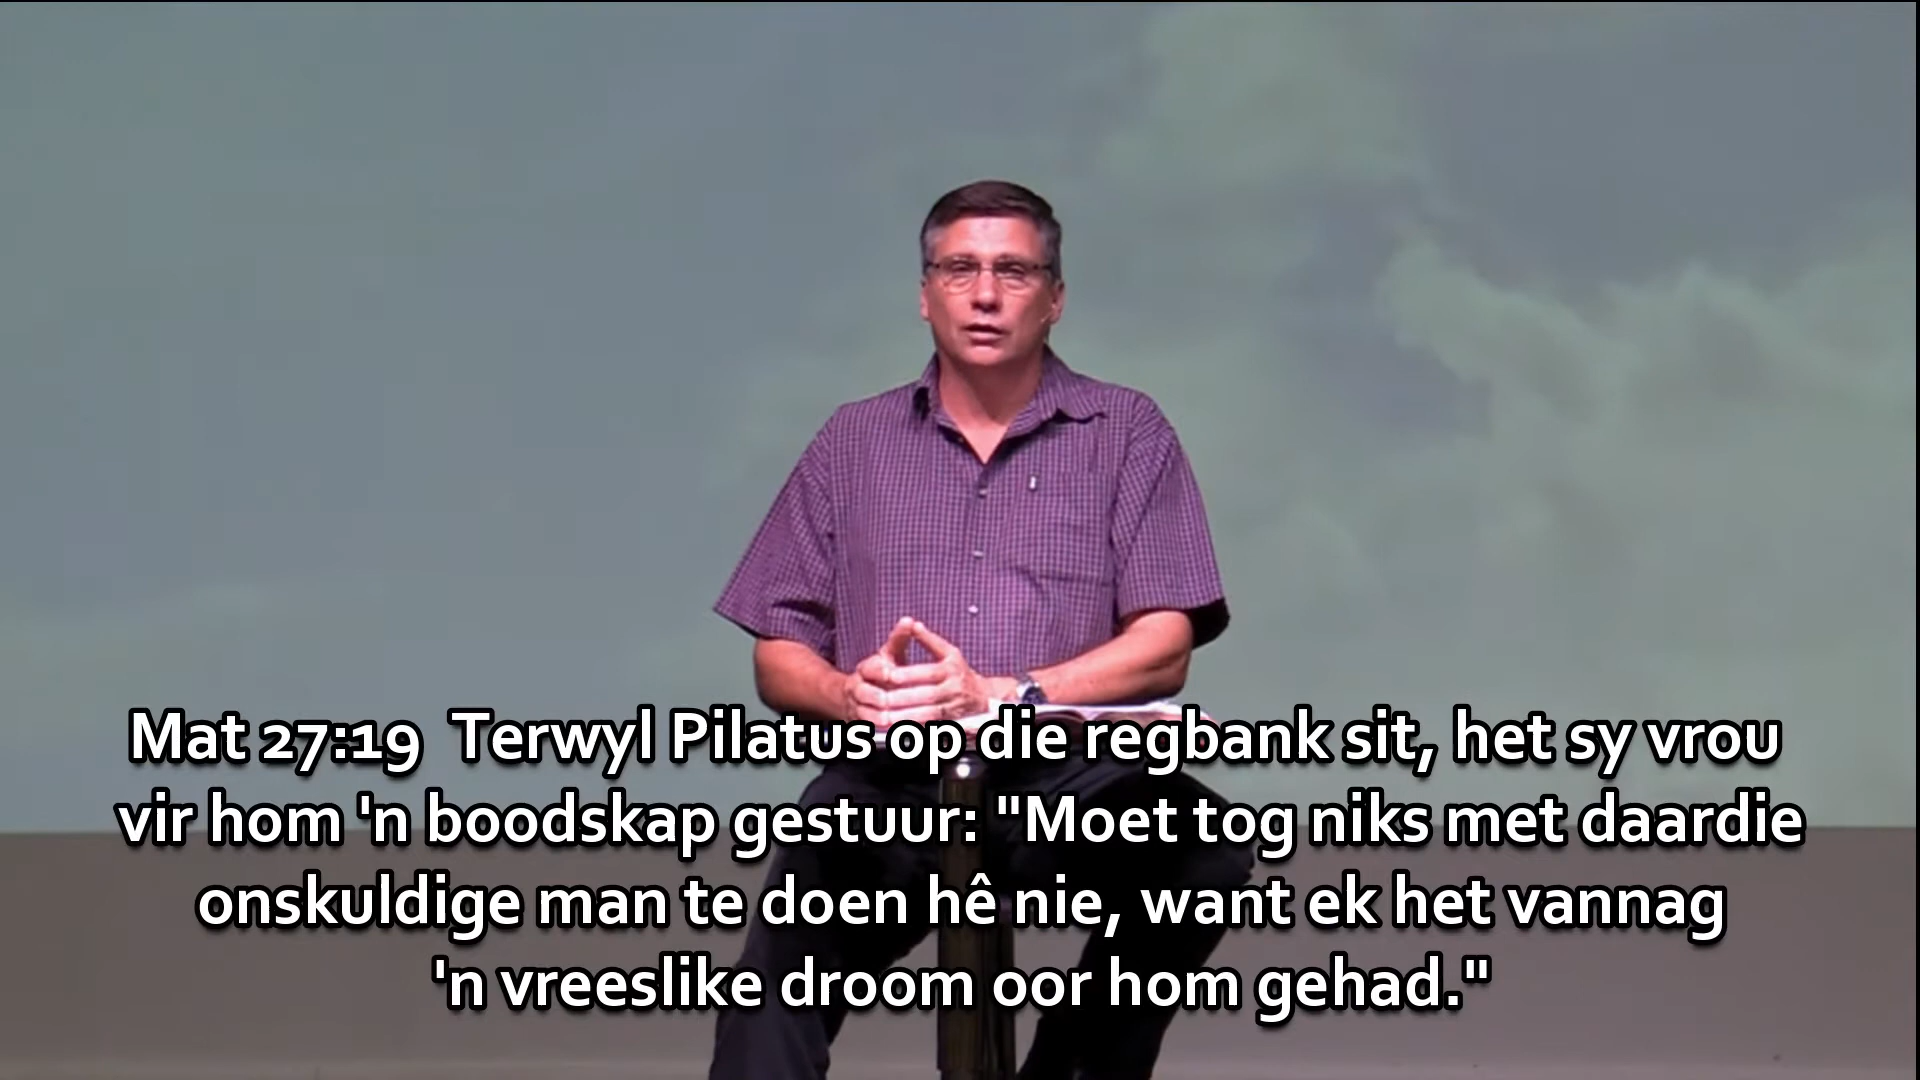 Mat 27:19  Terwyl Pilatus op die regbank sit, het sy vrou
vir hom 'n boodskap gestuur: "Moet tog niks met daardie
onskuldige man te doen hê nie, want ek het vannag
'n vreeslike droom oor hom gehad."